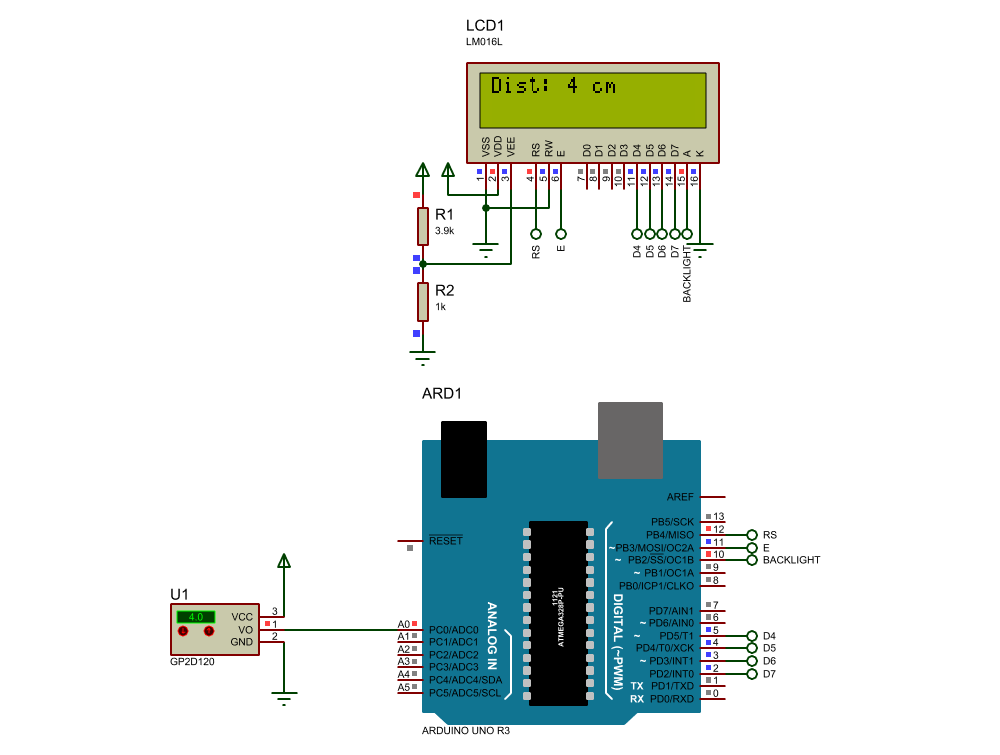 LCD1
LM016L
Dist: 4 cm
VSS VDD VEE RS RW E D0 D1 D2 D3 D4 D5 D6 D7 A K
1 2 3 4 5 6 7 8 9 10 11 12 13 14 15 16
RS E D4 D5 D6 D7 BACKLIGHT
R1
3.9k
R2
1k
ARD1
AREF
RESET
PB5/SCK 13
PB4/MISO 12 RS
~PB3/MOSI/OC2A 11 E
~ PB2/SS/OC1B 10 BACKLIGHT
~ PB1/OC1A 9
PB0/ICP1/CLKO 8
PD7/AIN1 7
~ PD6/AIN0 6
~ PD5/T1 5 D4
PD4/T0/XCK 4 D5
~ PD3/INT1 3 D6
PD2/INT0 2 D7
TX PD1/TXD 1
RX PD0/RXD 0
DIGITAL (~PWM)
1121
ATMEGA328P-PU
ANALOG IN
A0 PC0/ADC0
A1 PC1/ADC1
A2 PC2/ADC2
A3 PC3/ADC3
A4 PC4/ADC4/SDA
A5 PC5/ADC5/SCL
ARDUINO UNO R3
U1
4.0
VCC 3
VO 1
GND 2
GP2D120